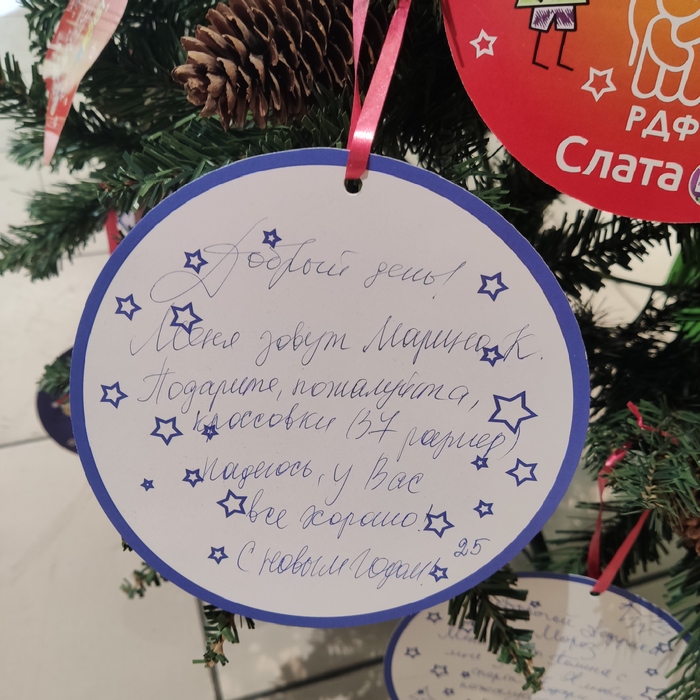 РДФ
Слата
Добрый день!
Меня зовут Марина К.
Подарите, пожалуйста,
кроссовки (37 размер)
Надеюсь, у Вас
все хорошо!
С новым годом!
25